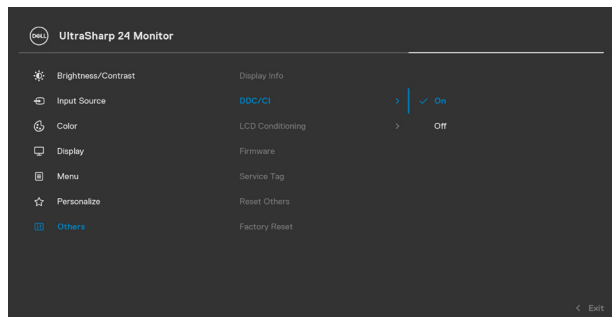 DELL UltraSharp 24 Monitor
Brightness/Contrast Display Info
Input Source DDC/CI > ✓ On
Color LCD Conditioning > Off
Display Firmware
Menu Service Tag
Personalize Reset Others
Others Factory Reset
< Exit